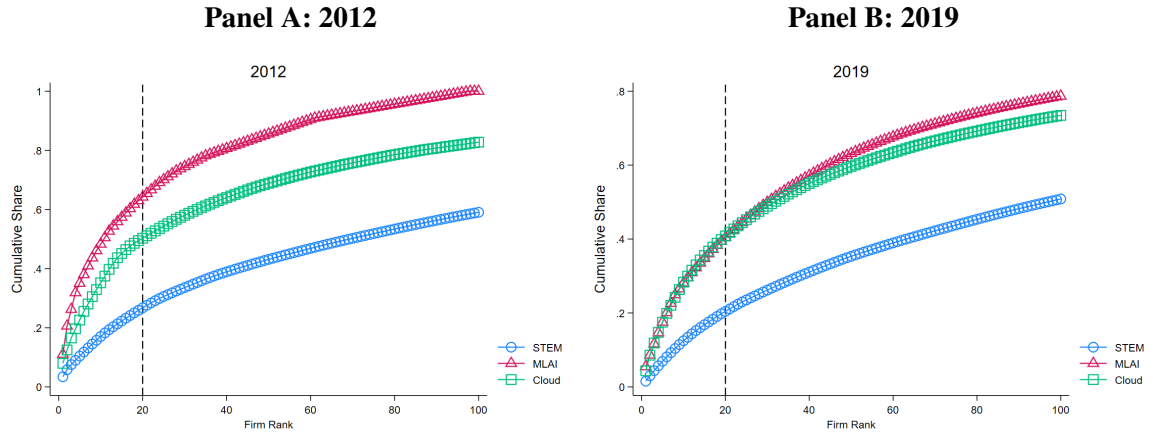 Panel A: 2012
2012
1
.8
.6
.4
.2
0
Cumulative Share
0 20 40 60 80 100
Firm Rank
STEM
MLAI
Cloud
Panel B: 2019
2019
.8
.6
.4
.2
0
Cumulative Share
0 20 40 60 80 100
Firm Rank
STEM
MLAI
Cloud